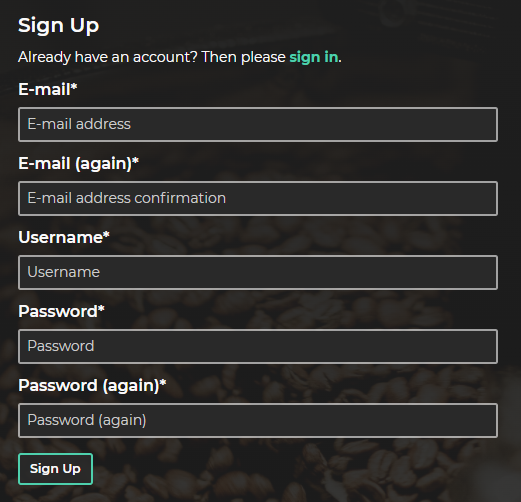 Sign Up
Already have an account? Then please sign in.
E-mail*
E-mail address
E-mail (again)*
E-mail address confirmation
Username*
Username
Password*
Password
Password (again)*
Password (again)
Sign Up